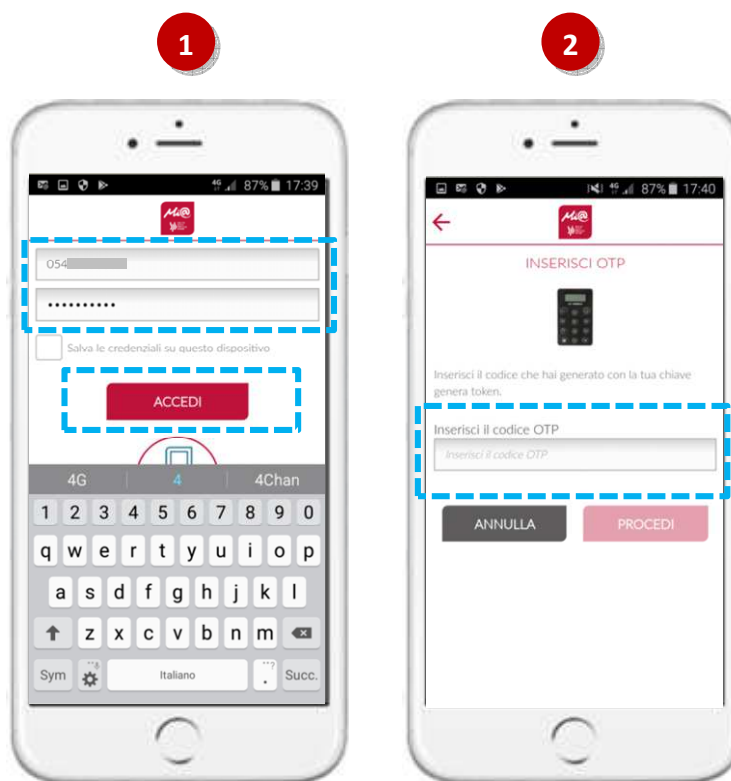 1
2
4G 87% 17:39
Mi@
054
Salva le credenziali su questo dispositivo
ACCEDI
4G 4 4Chan
1 2 3 4 5 6 7 8 9 0
q w e r t y u i o p
a s d f g h j k l
z x c v b n m
Sym Italiano . Succ.
4G 87% 17:40
Mi@
INSERISCI OTP
Inserisci il codice che hai generato con la tua chiave
genera token.
Inserisci il codice OTP
Inserisci il codice OTP
ANNULLA PROCEDI